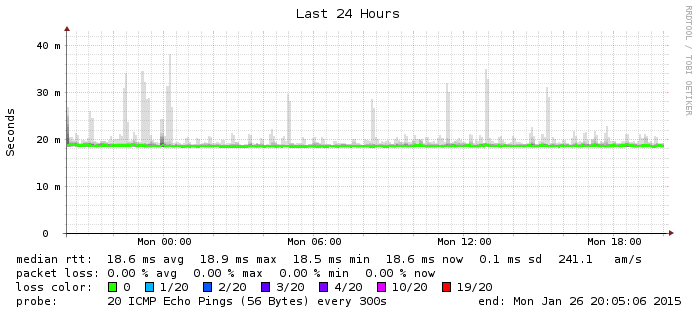 Last 24 Hours
RRDTOOL / TOBI OETIKER
Seconds
40 m
30 m
20 m
10 m
0
Mon 00:00 Mon 06:00 Mon 12:00 Mon 18:00
median rtt: 18.6 ms avg 18.9 ms max 18.5 ms min 18.6 ms now 0.1 ms sd 241.1 am/s
packet loss: 0.00 % avg 0.00 % max 0.00 % min 0.00 % now
loss color: 0 1/20 2/20 3/20 4/20 10/20 19/20
probe: 20 ICMP Echo Pings (56 Bytes) every 300s end: Mon Jan 26 20:05:06 2015